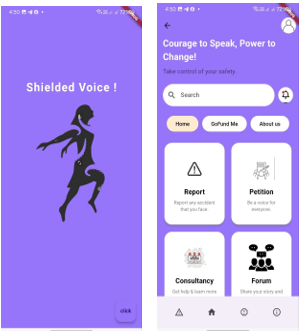 4:50
Shielded Voice !
click
4:50
Courage to Speak, Power to
Change!
Take control of your safety
Search
Home
GoFund Me
About us
Report
Report any accident
that you face
Petition
Be a voice for
everyone.
Consultancy
Get help & learn more
Forum
Share your story and